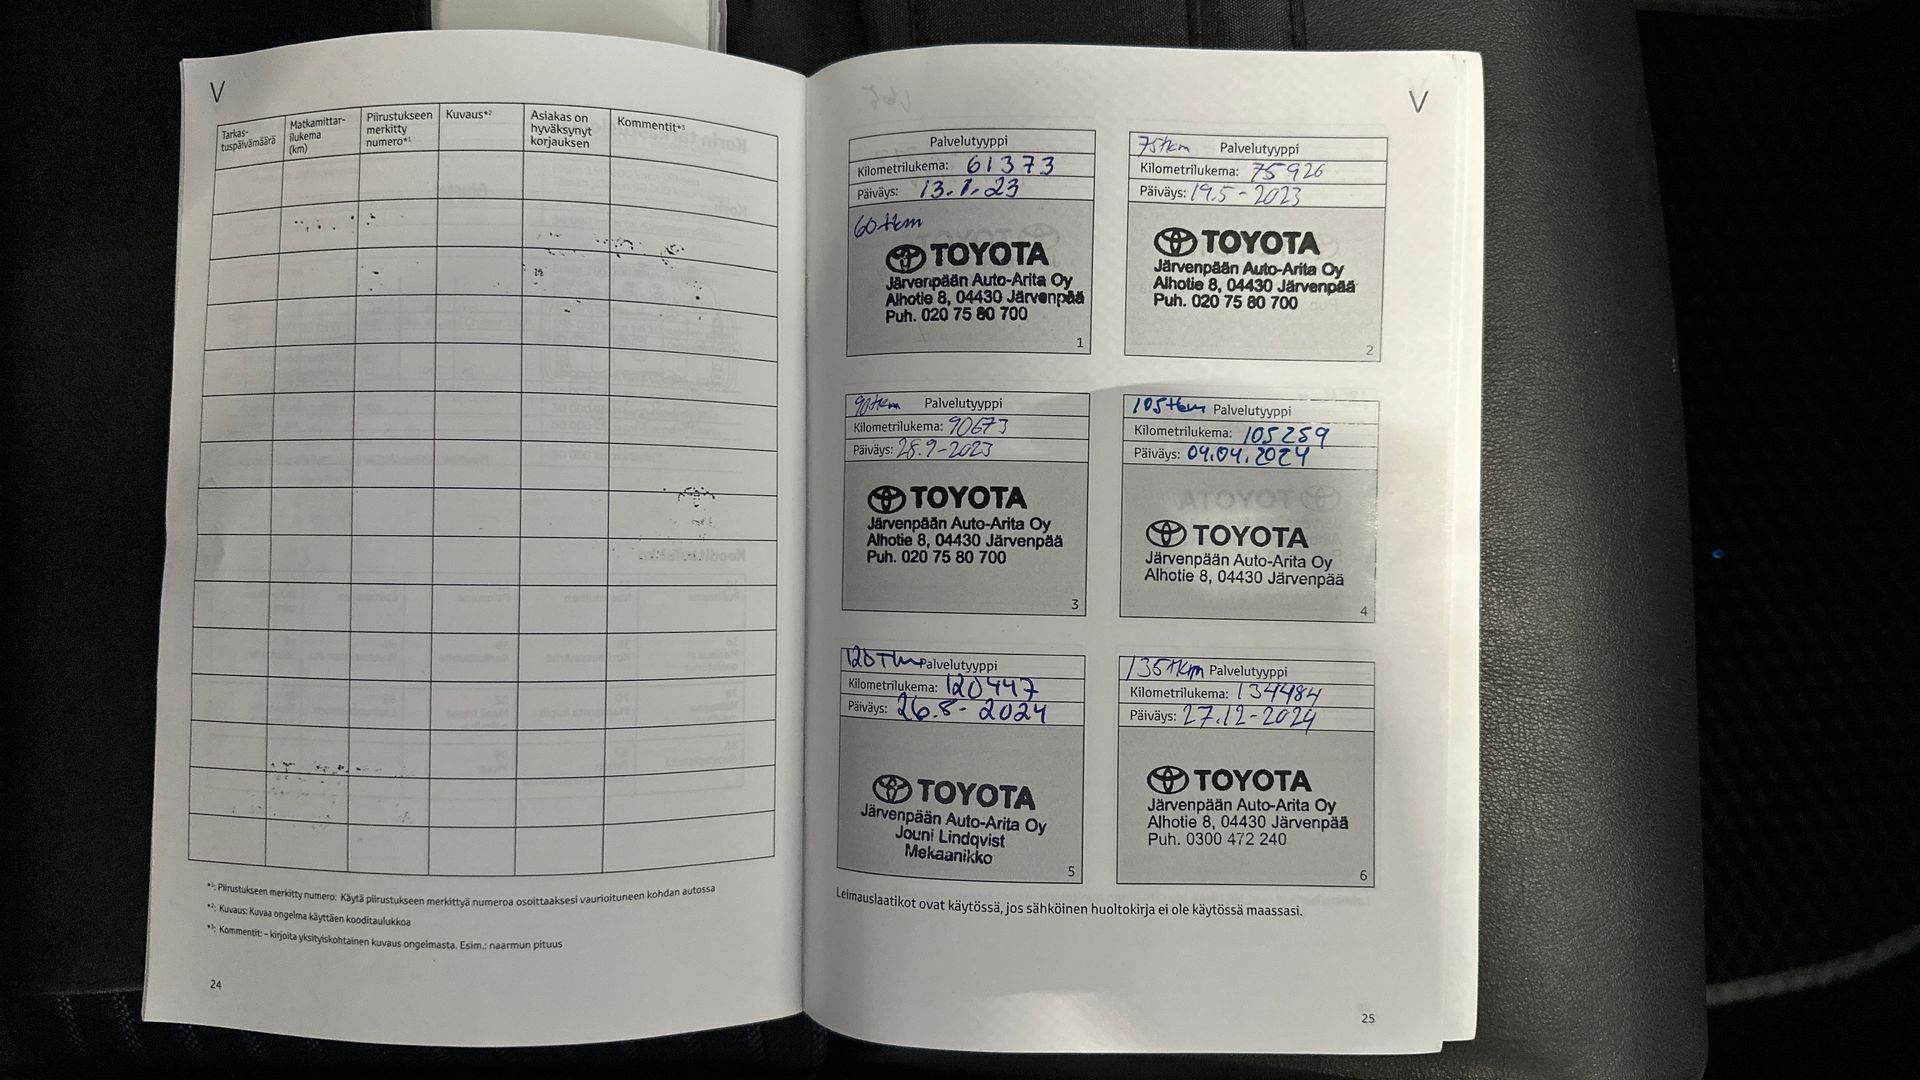 V
Tarkas-
tuspäivämäärä
Matkamittar-
ilukema
(km)
Piirustukseen
merkitty
numero*1
Kuvaus*2
Asiakas on
hyväksynyt
korjauksen
Kommentit*3
*1: Piirustukseen merkitty numero: Käytä piirustukseen merkittyä numeroa osoittaaksesi vaurioituneen kohdan autossa
*2: Kuvaus: Kuvaa ongelma käyttäen kooditaulukkoa
*3: Kommentit: – kirjoita yksityiskohtainen kuvaus ongelmasta. Esim.: naarmun pituus
24
V
Palvelutyyppi
Kilometrilukema: 61373
Päiväys: 13.1.23
60tkm
TOYOTA
Järvenpään Auto-Arita Oy
Alhotie 8, 04430 Järvenpää
Puh. 020 75 80 700
1
75tkm Palvelutyyppi
Kilometrilukema: 75926
Päiväys: 19.5-2023
TOYOTA
Järvenpään Auto-Arita Oy
Alhotie 8, 04430 Järvenpää
Puh. 020 75 80 700
2
90tkm Palvelutyyppi
Kilometrilukema: 90673
Päiväys: 28.9-2023
TOYOTA
Järvenpään Auto-Arita Oy
Alhotie 8, 04430 Järvenpää
Puh. 020 75 80 700
3
105tkm Palvelutyyppi
Kilometrilukema: 105259
Päiväys: 09.04.2024
TOYOTA
Järvenpään Auto-Arita Oy
Alhotie 8, 04430 Järvenpää
4
120Tkm Palvelutyyppi
Kilometrilukema: 120447
Päiväys: 26.8-2024
TOYOTA
Järvenpään Auto-Arita Oy
Jouni Lindqvist
Mekaanikko
5
135tkm Palvelutyyppi
Kilometrilukema: 134484
Päiväys: 27.12-2024
TOYOTA
Järvenpään Auto-Arita Oy
Alhotie 8, 04430 Järvenpää
Puh. 0300 472 240
6
Leimauslaatikot ovat käytössä, jos sähköinen huoltokirja ei ole käytössä maassasi.
25